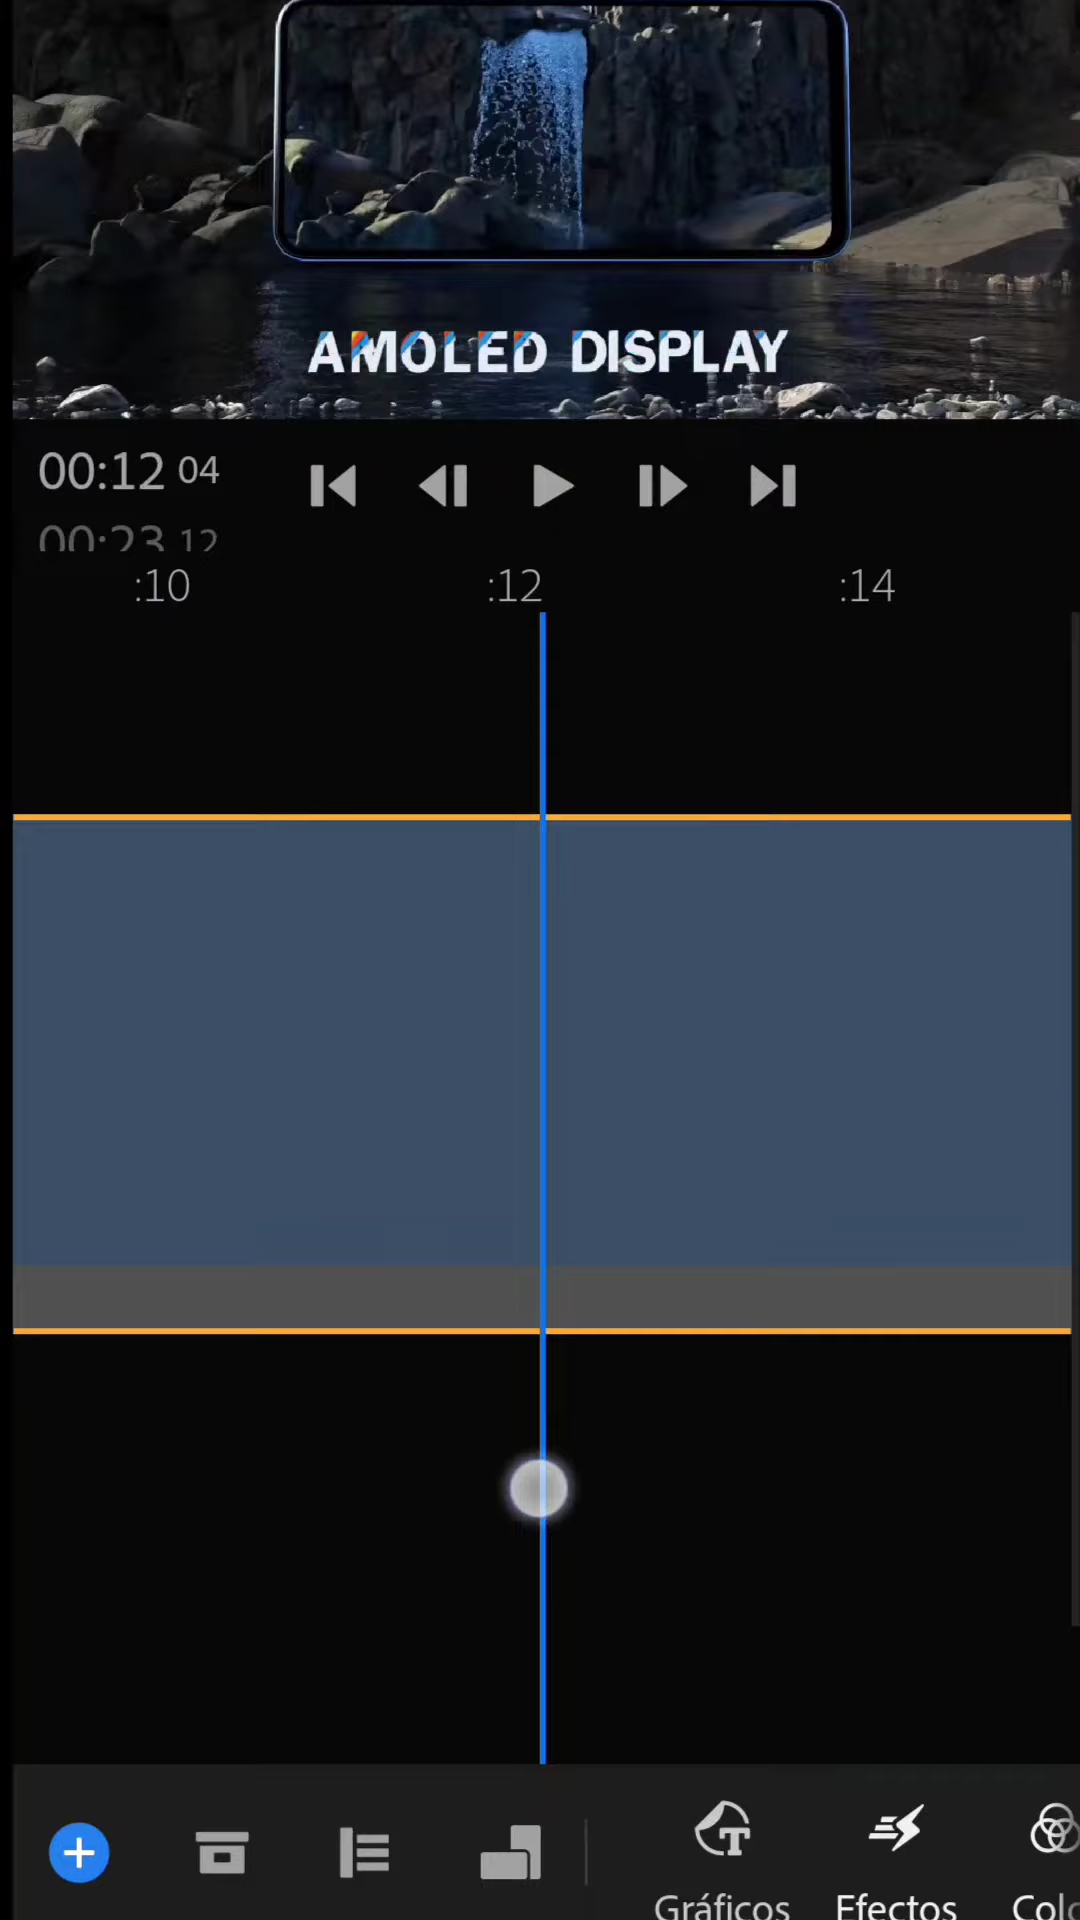 AMOLED DISPLAY
00:12 04
00:23 12
:10 :12 :14
Gráficos Efectos